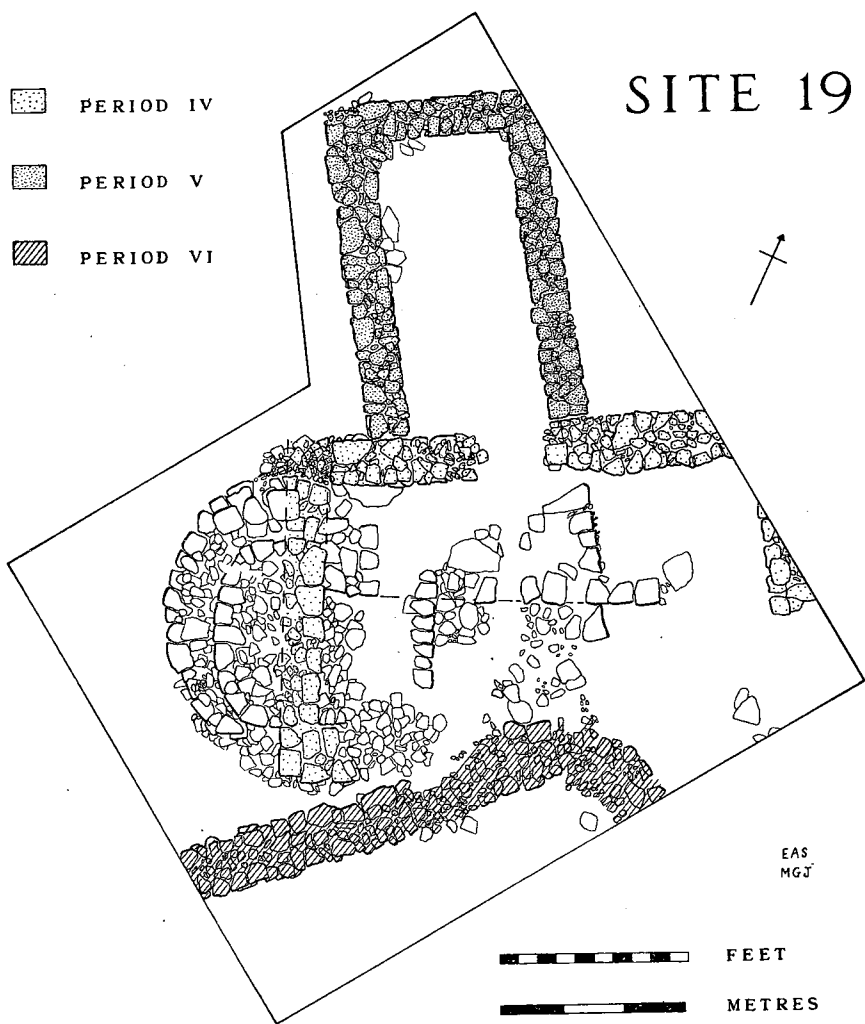 SITE 19
PERIOD IV
PERIOD V
PERIOD VI
EAS
MGJ
FEET
METRES